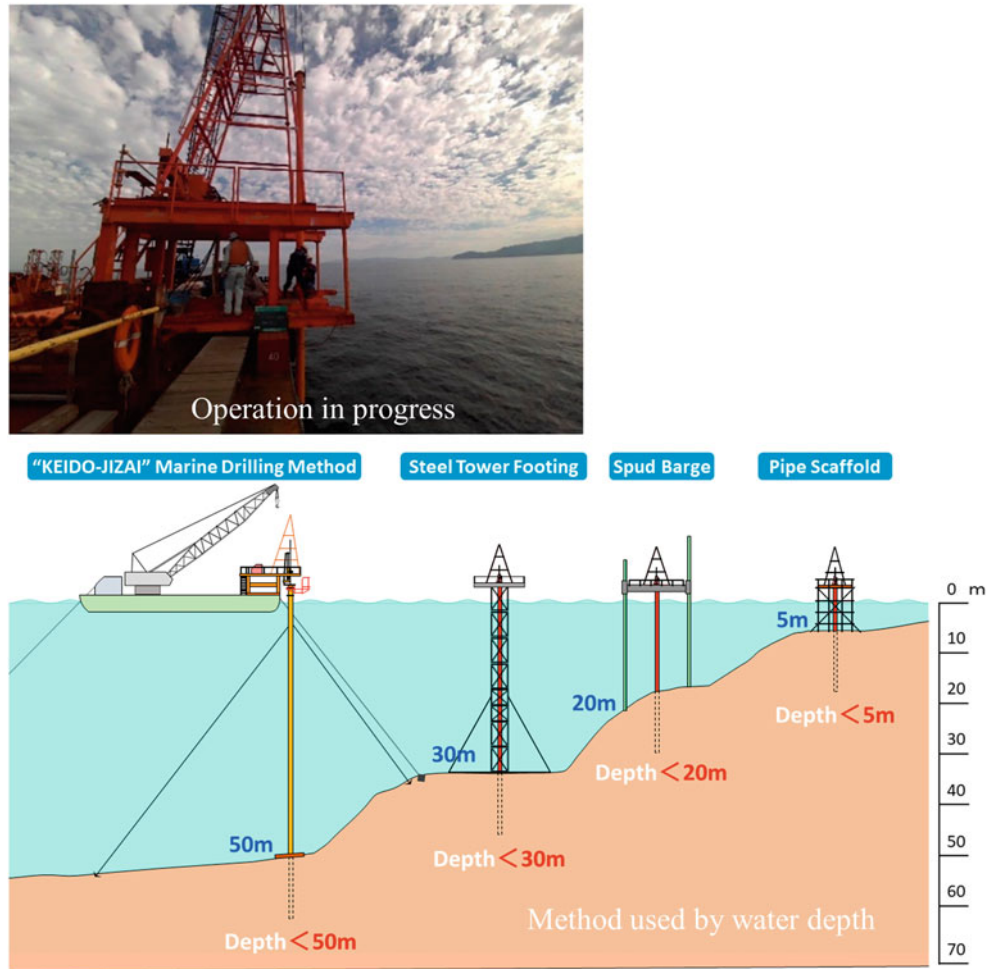 40
Operation in progress
“KEIDO-JIZAI” Marine Drilling Method
Steel Tower Footing
Spud Barge
Pipe Scaffold
0 m
5m
10
20m
20
Depth＜5m
30m
30
Depth＜20m
40
50m
50
Depth＜30m
60
Method used by water depth
Depth＜50m
70